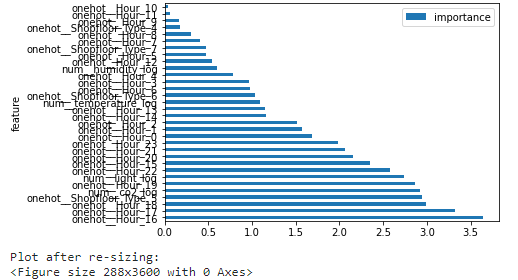 onehot__Hour_10
onehot__Hour_11
onehot__Hour_9
onehot__Shopfloor_Type_4
onehot__Hour_8
onehot__Hour_7
onehot__Shopfloor_Type_7
onehot__Hour_5
onehot__Hour_12
num__humidity_log
onehot__Hour_4
onehot__Hour_3
onehot__Hour_6
onehot__Shopfloor_Type_6
num__temperature_log
onehot__Hour_13
onehot__Hour_14
onehot__Hour_2
onehot__Hour_1
onehot__Hour_0
onehot__Hour_23
onehot__Hour_21
onehot__Hour_20
onehot__Hour_15
onehot__Hour_22
num__light_log
onehot__Hour_19
num__co2_log
onehot__Shopfloor_Type_5
onehot__Hour_18
onehot__Hour_17
onehot__Hour_16
feature
importance
0.0 0.5 1.0 1.5 2.0 2.5 3.0 3.5
Plot after re-sizing:
<Figure size 288x3600 with 0 Axes>